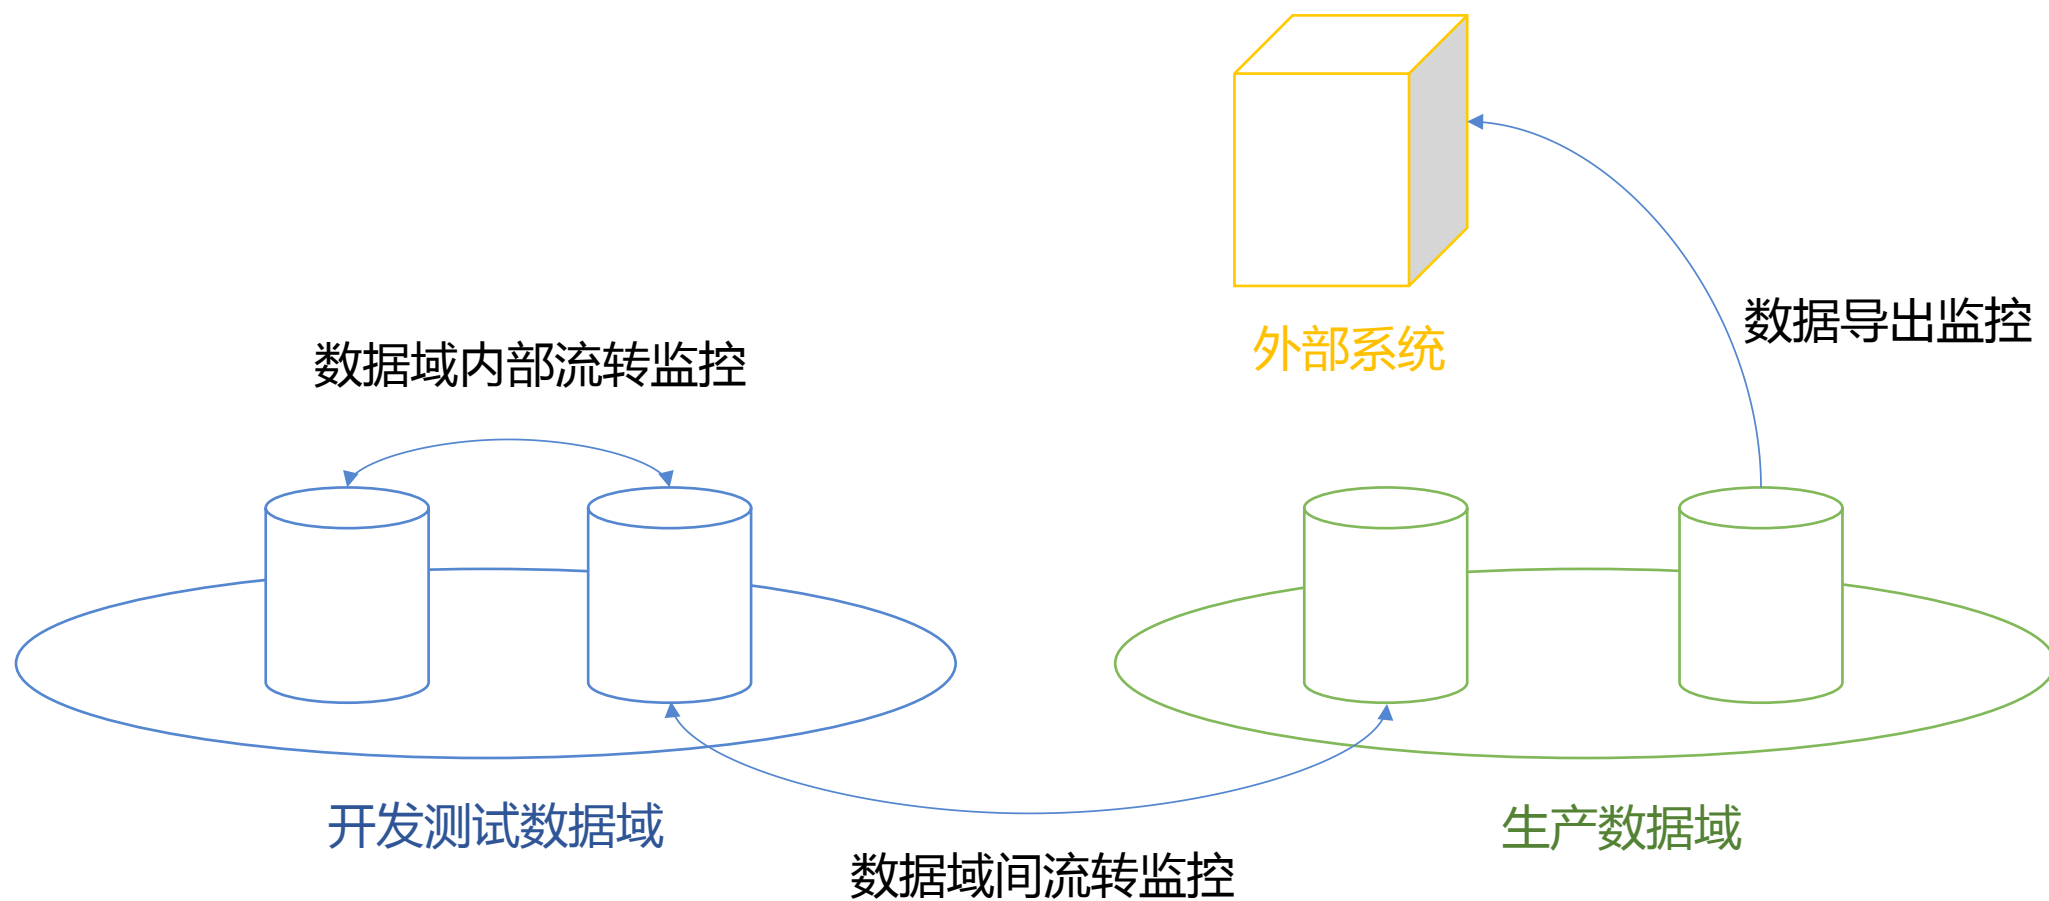 数据导出监控
外部系统
数据域内部流转监控
开发测试数据域
生产数据域
数据域间流转监控